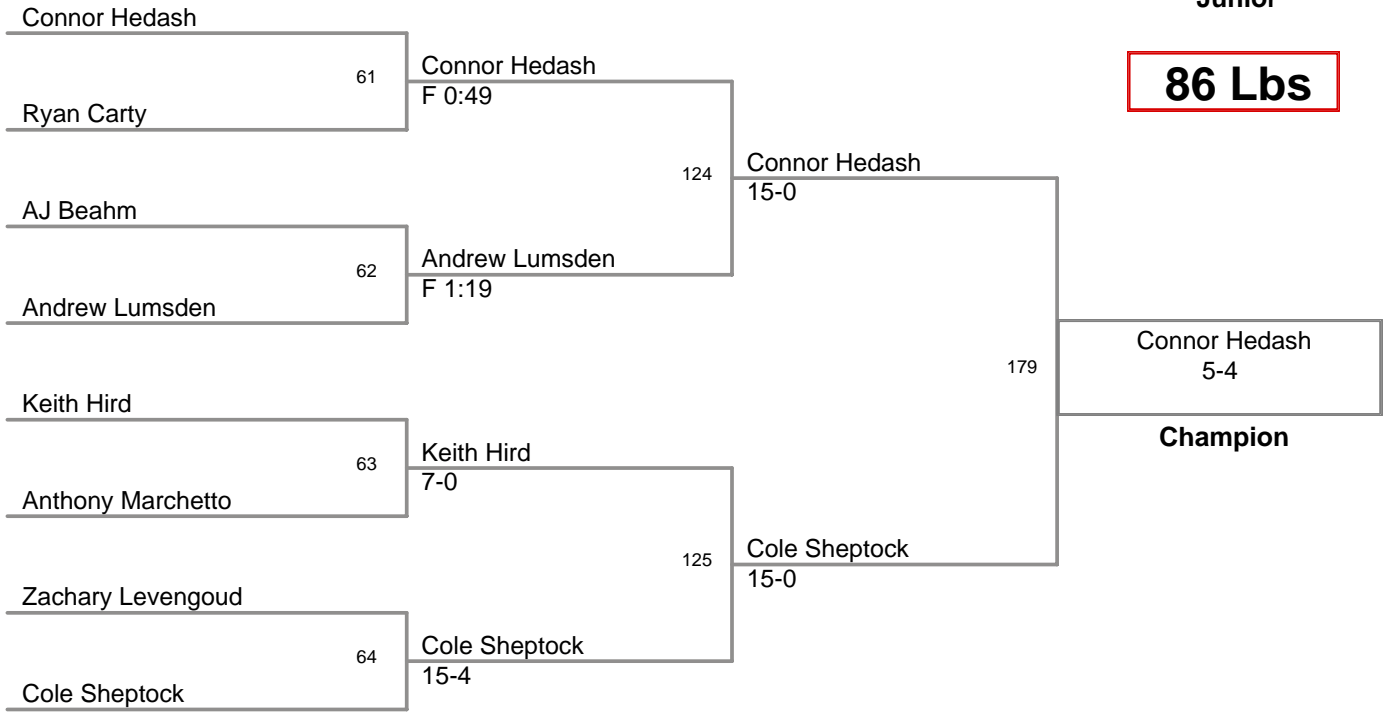 Junior
86 Lbs
Connor Hedash
61
Ryan Carty
Connor Hedash
F 0:49
AJ Beahm
62
Andrew Lumsden
Andrew Lumsden
F 1:19
124
Connor Hedash
15-0
Keith Hird
63
Anthony Marchetto
Keith Hird
7-0
Zachary Levengoud
64
Cole Sheptock
Cole Sheptock
15-4
125
Cole Sheptock
15-0
179
Connor Hedash
5-4
Champion